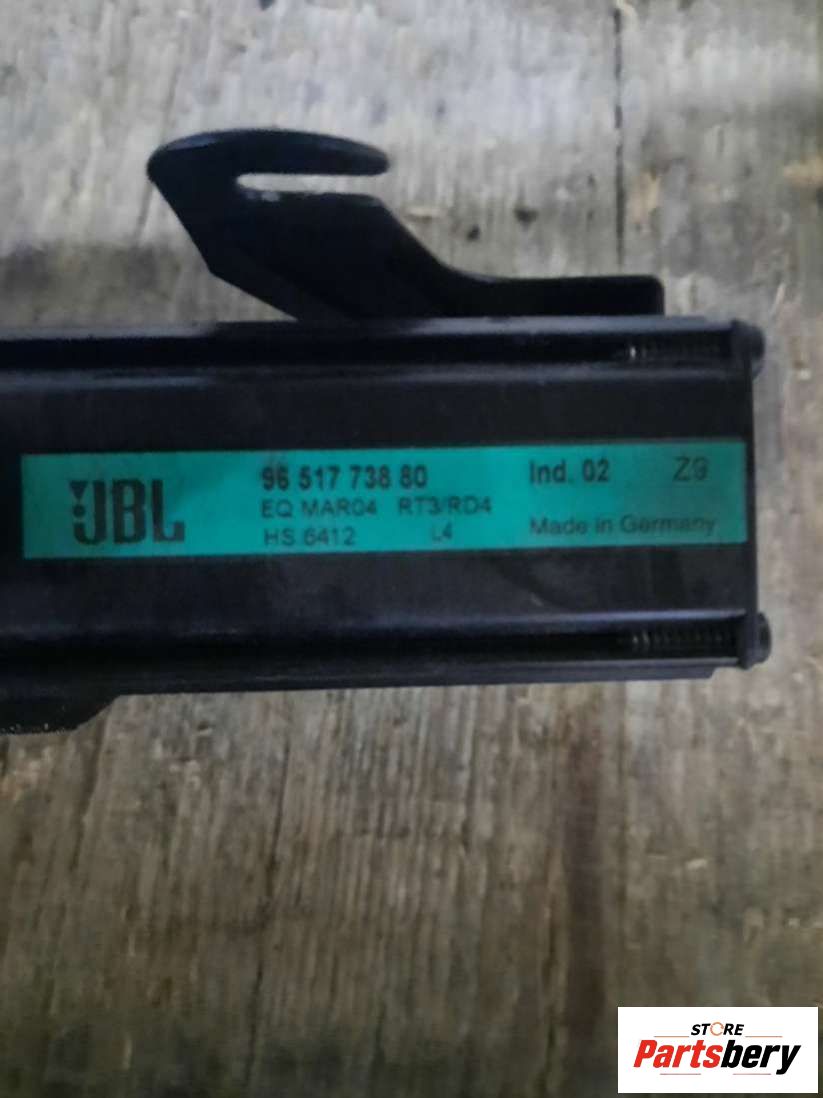 JBL
96 517 738 80 Ind. 02 Z9
EQ MAR04 RT3/RD4
HS 6412 L4 Made in Germany
STORE
Partsbery